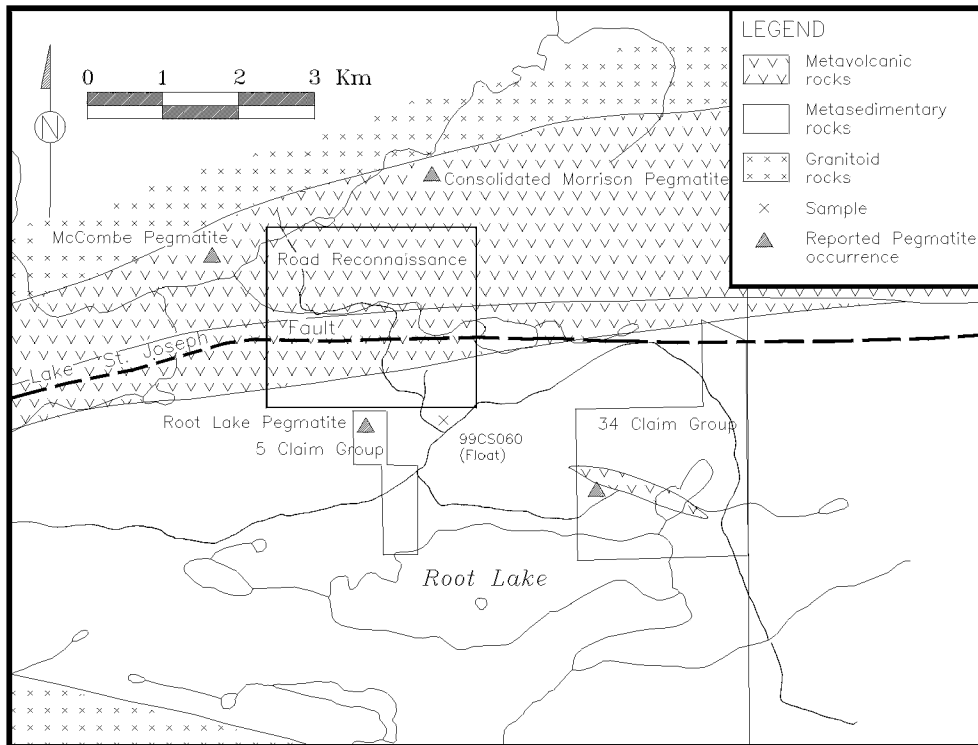 LEGEND
Metavolcanic
rocks
Metasedimentary
rocks
Granitoid
rocks
Sample
Reported Pegmatite
occurrence
0 1 2 3 Km
N
Consolidated Morrison Pegmatite
McCombe Pegmatite
Road Reconnaissance
Lake St. Joseph Fault
Root Lake Pegmatite
5 Claim Group
99CS060
(Float)
34 Claim Group
Root Lake